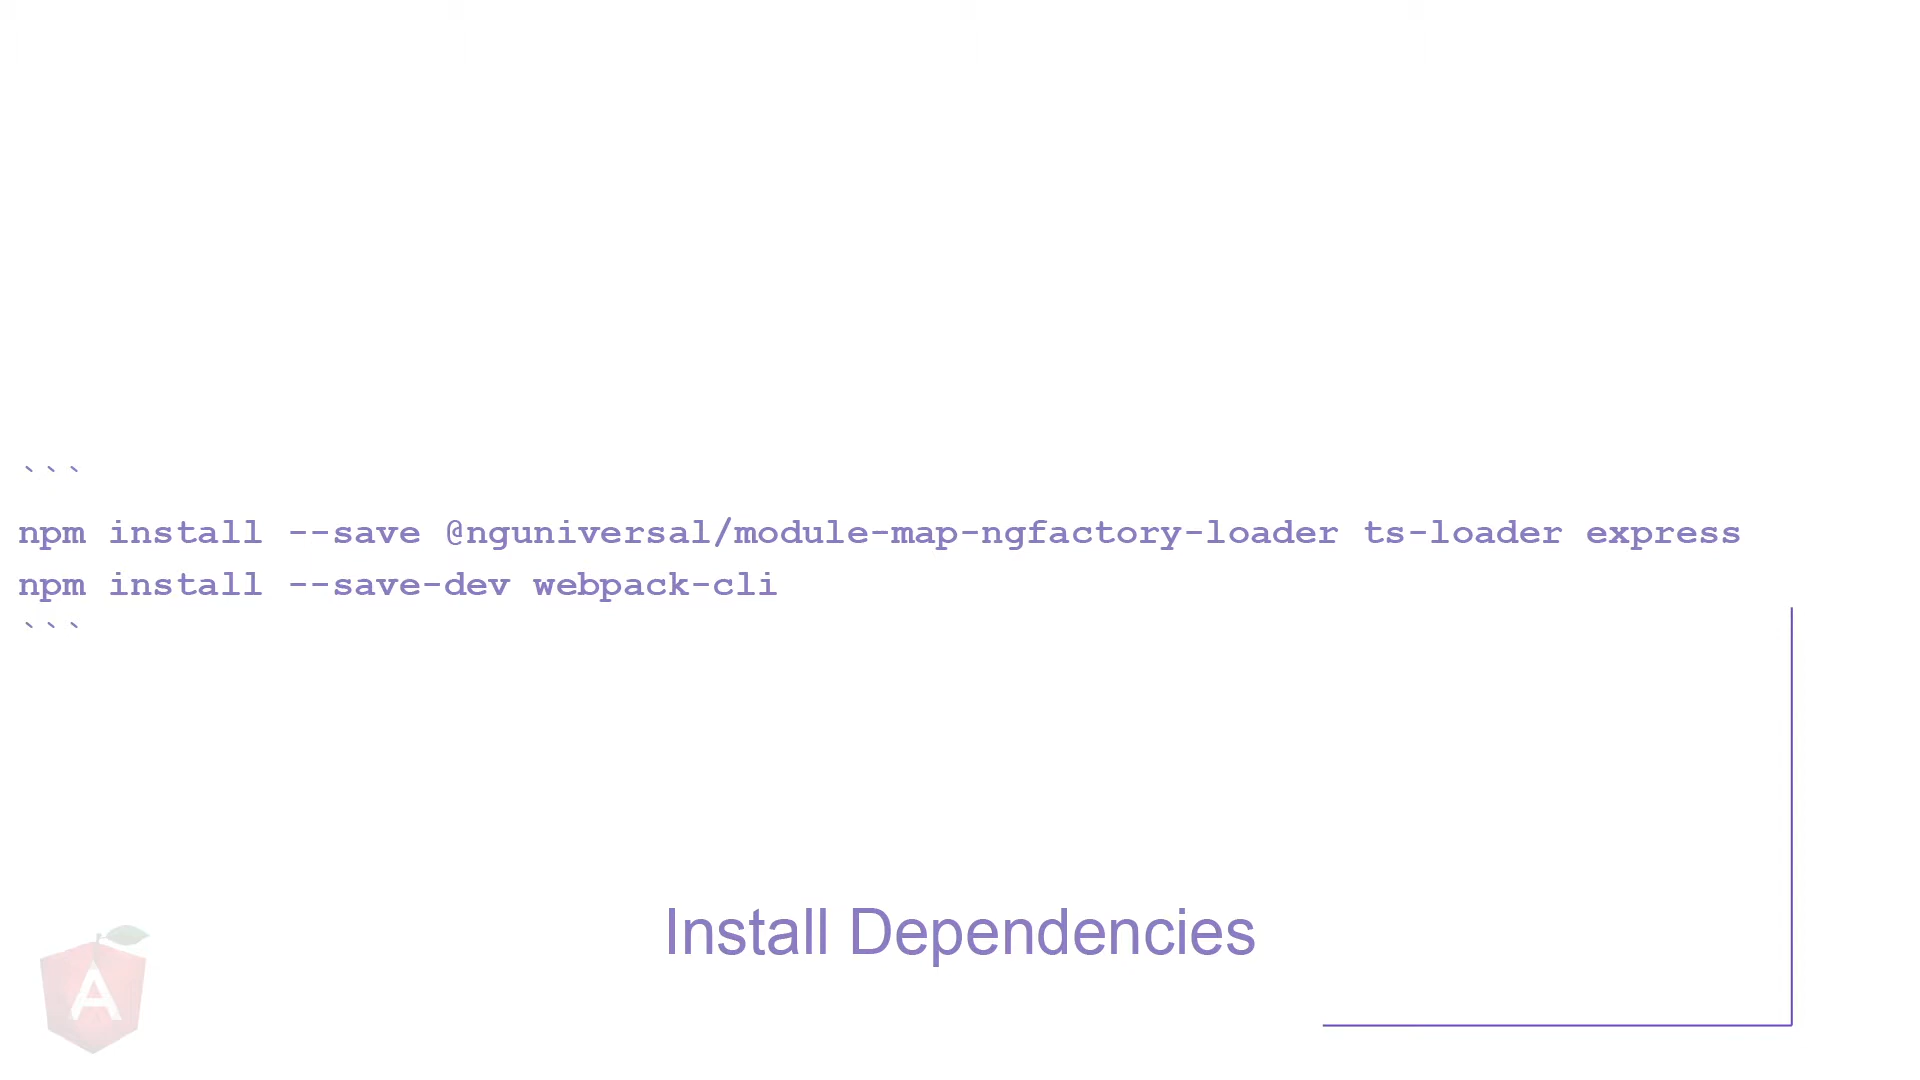 ```
npm install --save @nguniversal/module-map-ngfactory-loader ts-loader express
npm install --save-dev webpack-cli
```
Install Dependencies
A